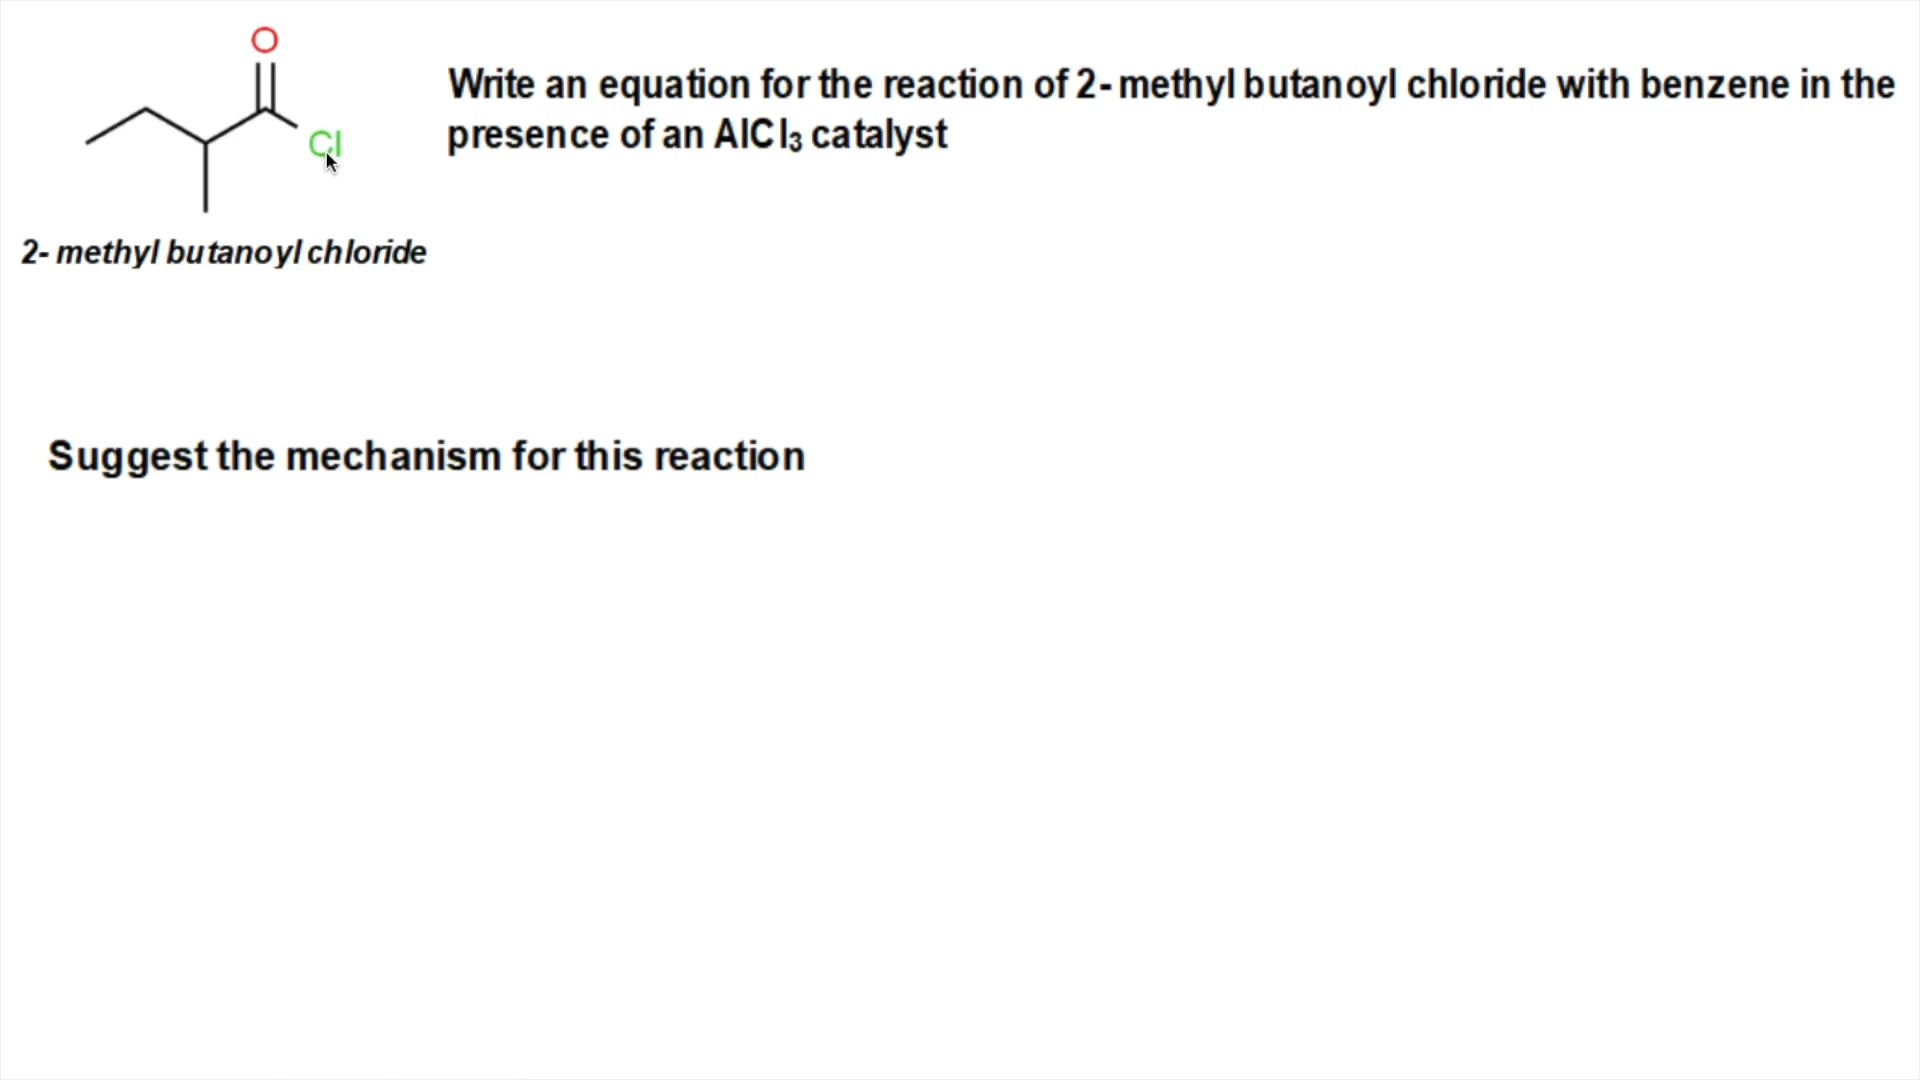 O
Cl
Write an equation for the reaction of 2- methyl butanoyl chloride with benzene in the
presence of an AlCl₃ catalyst
2- methyl butanoyl chloride
Suggest the mechanism for this reaction